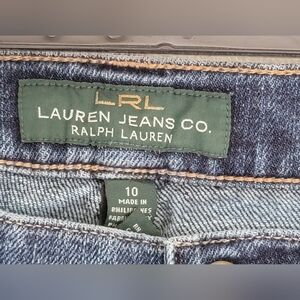 LRL
LAUREN JEANS CO.
RALPH LAUREN
10
MADE IN
PHILIPPINES